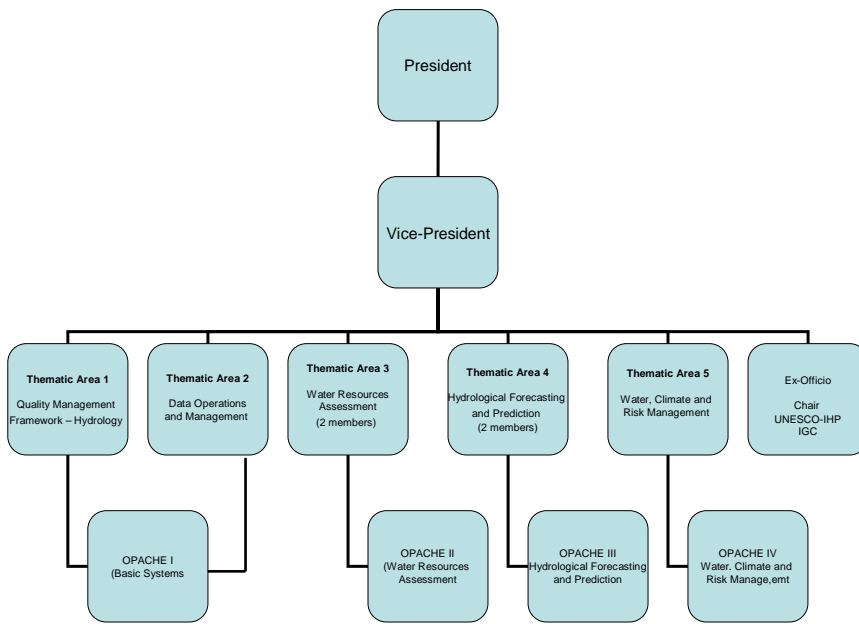 President
Vice-President
Thematic Area 1
Quality Management
Framework – Hydrology
Thematic Area 2
Data Operations
and Management
Thematic Area 3
Water Resources
Assessment
(2 members)
Thematic Area 4
Hydrological Forecasting
and Prediction
(2 members)
Thematic Area 5
Water, Climate and
Risk Management
Ex-Officio
Chair
UNESCO-IHP
IGC
OPACHE I
(Basic Systems
OPACHE II
(Water Resources
Assessment
OPACHE III
Hydrological Forecasting
and Prediction
OPACHE IV
Water. Climate and
Risk Manage,emt